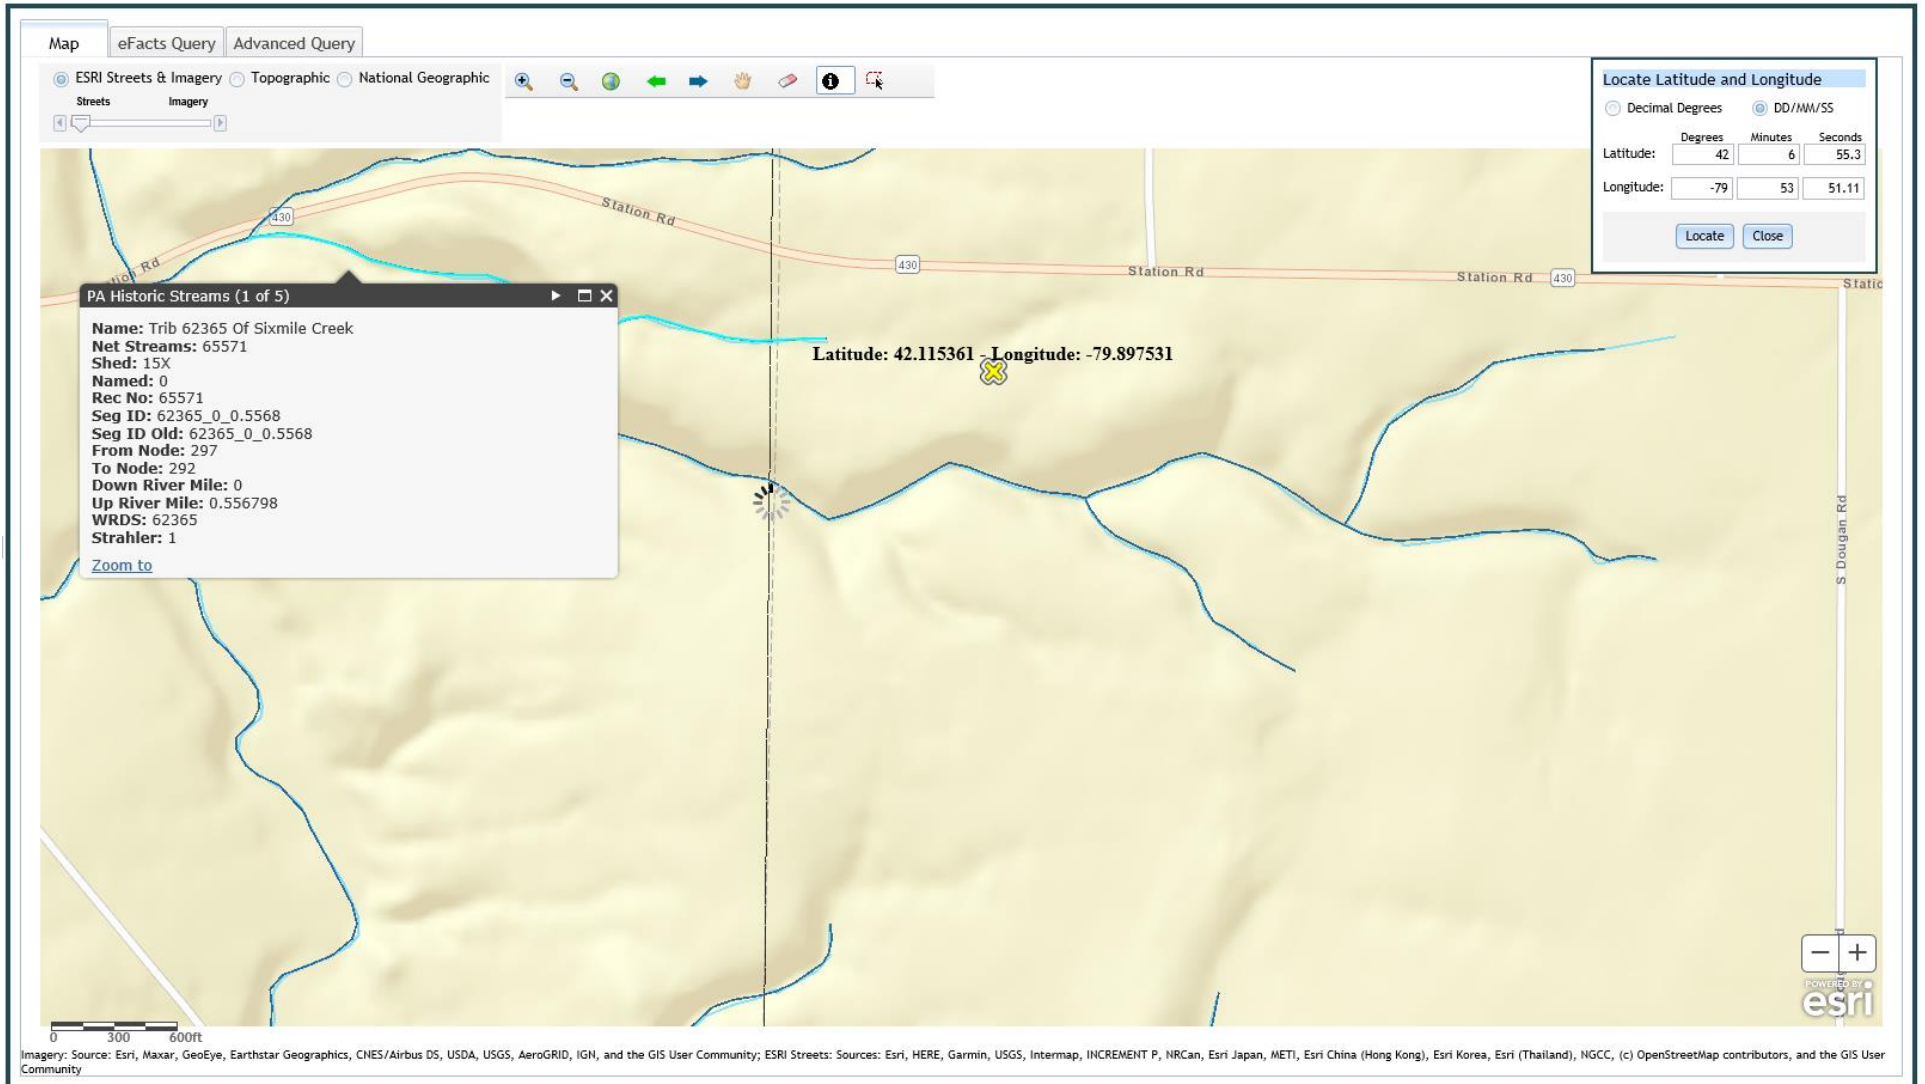 Map
eFacts Query
Advanced Query
ESRI Streets & Imagery
Topographic
National Geographic
Streets
Imagery
Locate Latitude and Longitude
Decimal Degrees
DD/MM/SS
Degrees Minutes Seconds
Latitude: 42 6 55.3
Longitude: -79 53 51.11
Locate Close
430
Station Rd
430
Station Rd
Station Rd
430
Static
tion Rd
PA Historic Streams (1 of 5)
Name: Trib 62365 Of Sixmile Creek
Net Streams: 65571
Shed: 15X
Named: 0
Rec No: 65571
Seg ID: 62365_0_0.5568
Seg ID Old: 62365_0_0.5568
From Node: 297
To Node: 292
Down River Mile: 0
Up River Mile: 0.556798
WRDS: 62365
Strahler: 1
Zoom to
Latitude: 42.115361 - Longitude: -79.897531
S Dougan Rd
POWERED BY
esri
0 300 600ft
Imagery: Source: Esri, Maxar, GeoEye, Earthstar Geographics, CNES/Airbus DS, USDA, USGS, AeroGRID, IGN, and the GIS User Community; ESRI Streets: Sources: Esri, HERE, Garmin, USGS, Intermap, INCREMENT P, NRCan, Esri Japan, METI, Esri China (Hong Kong), Esri Korea, Esri (Thailand), NGCC, (c) OpenStreetMap contributors, and the GIS User
Community